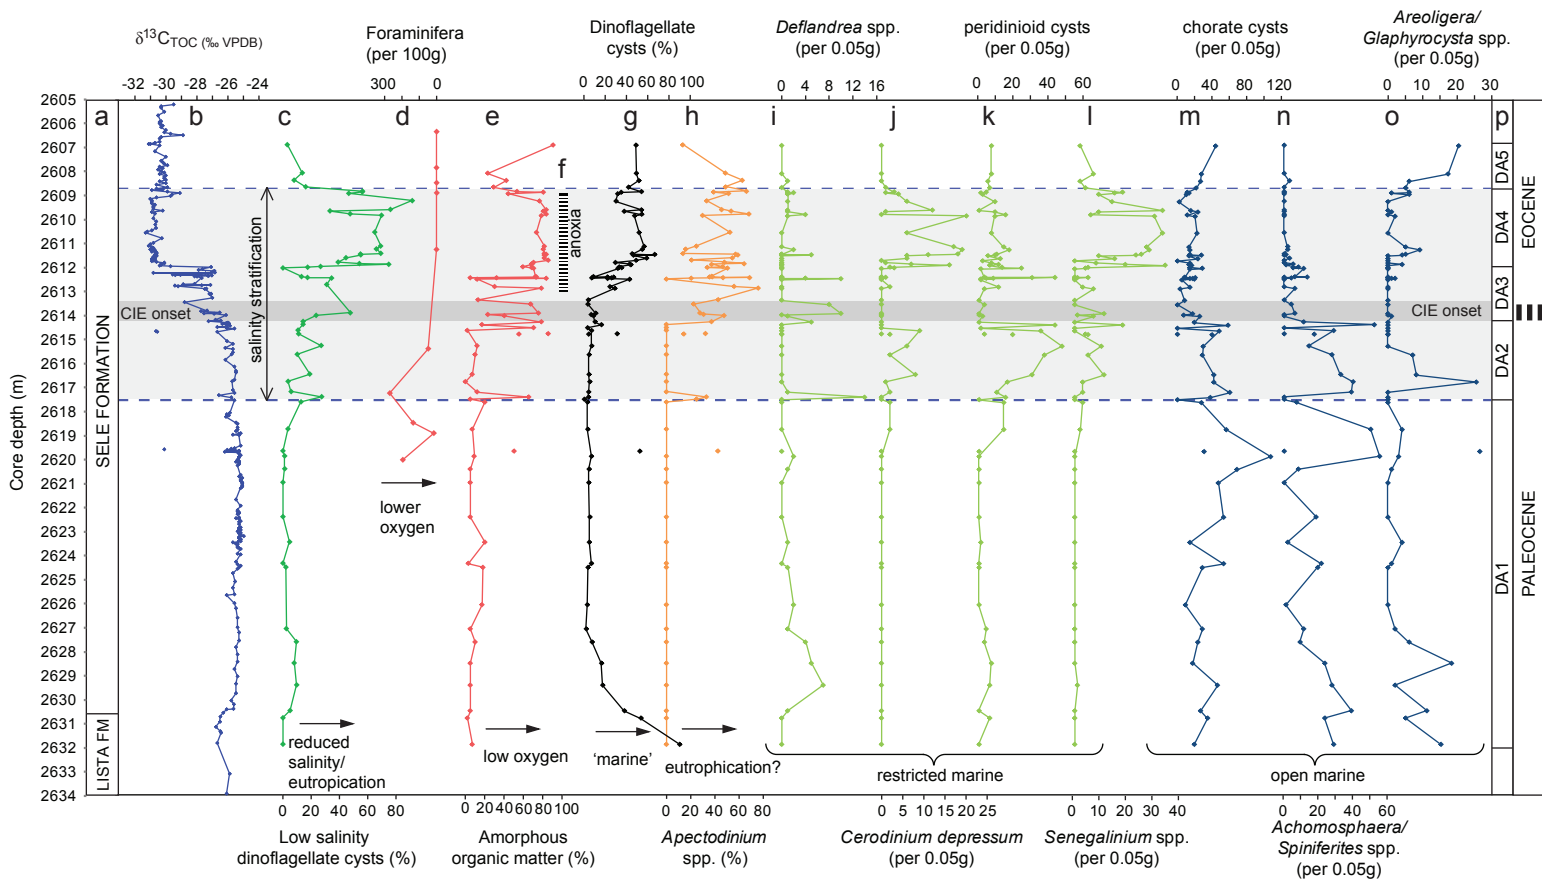 δ13CTOC (‰ VPDB)
Foraminifera
(per 100g)
Dinoflagellate
cysts (%)
Deflandrea spp.
(per 0.05g)
peridinioid cysts
(per 0.05g)
chorate cysts
(per 0.05g)
Areoligera/
Glaphyrocysta spp.
(per 0.05g)
-32 -30 -28 -26 -24
300 0
0 20 40 60 80 100
0 4 8 12 16
0 20 40 60
0 40 80 120
0 10 20 30
a b c d e f g h i j k l m n o p
Core depth (m)
2605
2606
2607
2608
2609
2610
2611
2612
2613
2614
2615
2616
2617
2618
2619
2620
2621
2622
2623
2624
2625
2626
2627
2628
2629
2630
2631
2632
2633
2634
SELE FORMATION
LISTA FM
CIE onset
salinity stratification
anoxia
CIE onset
DA5
DA4
DA3
DA2
DA1
EOCENE
PALEOCENE
lower
oxygen
reduced
salinity/
eutropication
low oxygen
'marine'
eutrophication?
restricted marine
open marine
0 20 40 60 80
0 20 40 60 80 100
0 20 40 60 80
0 5 10 15 20 25
0 10 20 30 40
0 20 40 60
Low salinity
dinoflagellate cysts (%)
Amorphous
organic matter (%)
Apectodinium
spp. (%)
Cerodinium depressum
(per 0.05g)
Senegalinium spp.
(per 0.05g)
Achomosphaera/
Spiniferites spp.
(per 0.05g)